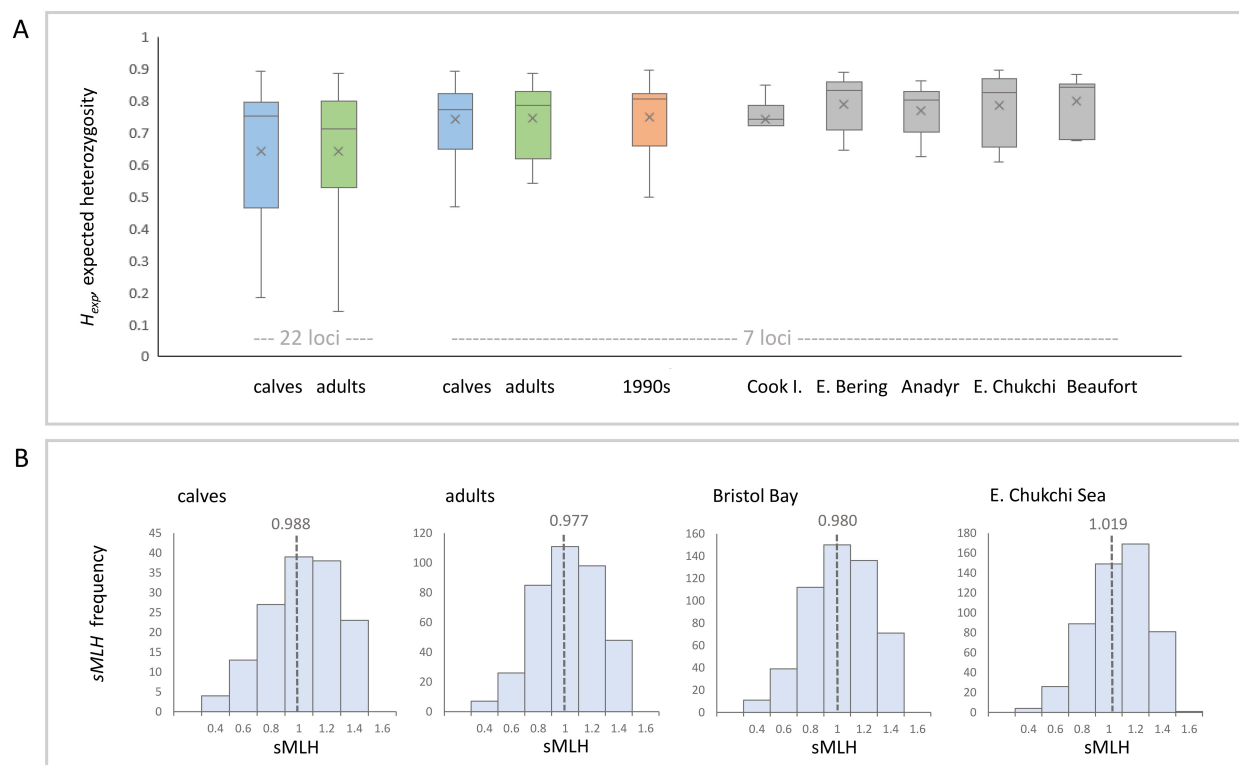 A
1
0.9
0.8
0.7
0.6
0.5
0.4
0.3
0.2
0.1
0
Hexp, expected heterozygosity
--- 22 loci ----
7 loci
calves adults calves adults 1990s Cook I. E. Bering Anadyr E. Chukchi Beaufort
B
sMLH frequency
calves
0.988
45
40
35
30
25
20
15
10
5
0
0.4 0.6 0.8 1 1.2 1.4 1.6
sMLH
adults
0.977
120
100
80
60
40
20
0
0.4 0.6 0.8 1 1.2 1.4 1.6
sMLH
Bristol Bay
0.980
160
140
120
100
80
60
40
20
0
0.4 0.6 0.8 1 1.2 1.4 1.6
sMLH
E. Chukchi Sea
1.019
180
160
140
120
100
80
60
40
20
0
0.4 0.6 0.8 1 1.2 1.4 1.6
sMLH